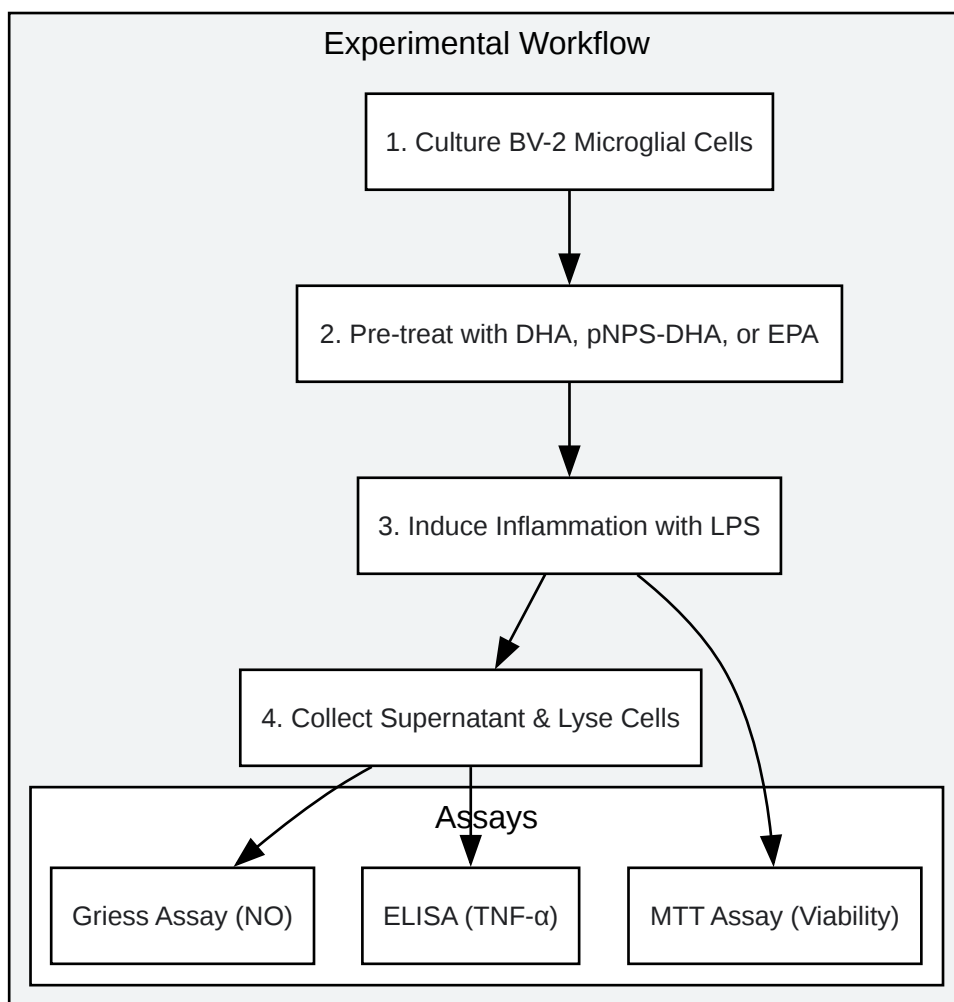 Experimental Workflow
1. Culture BV-2 Microglial Cells
2. Pre-treat with DHA, pNPS-DHA, or EPA
3. Induce Inflammation with LPS
4. Collect Supernatant & Lyse Cells
Assays
Griess Assay (NO)
ELISA (TNF-α)
MTT Assay (Viability)